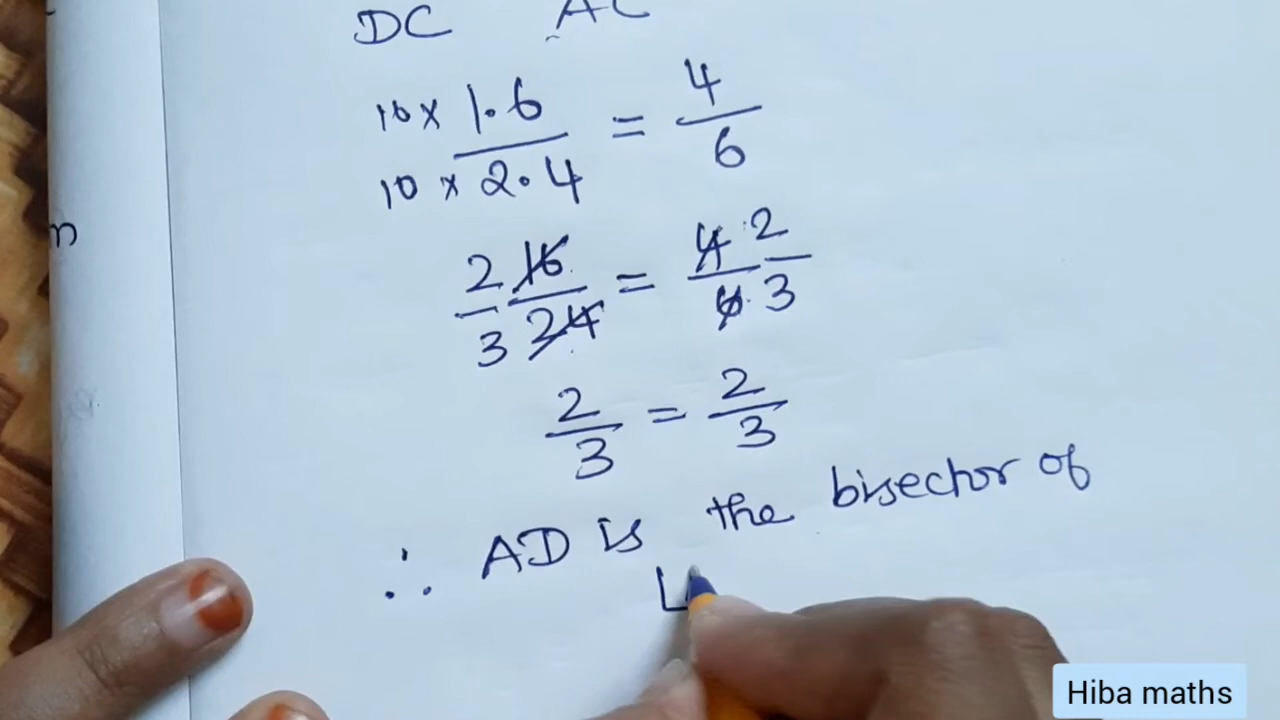 DC AC
10 × 1.6 / 10 × 2.4 = 4 / 6
2/3 16/24 = 4/6 2/3
2/3 = 2/3
∴ AD is the bisector of
∠
n
Hiba maths